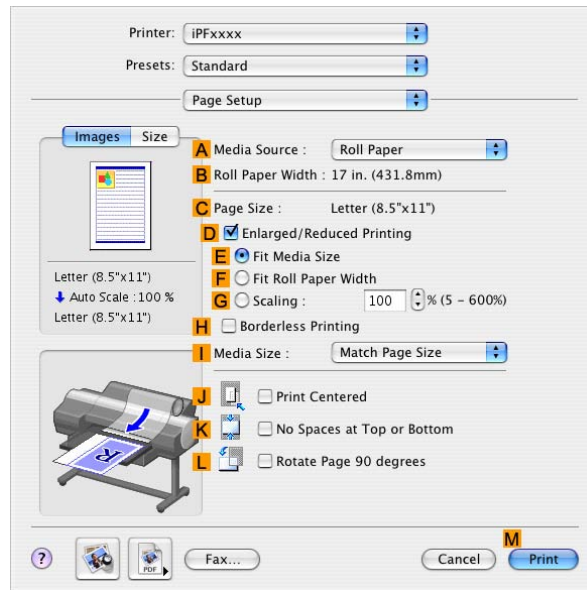 Printer: iPFxxxx
Presets: Standard
Page Setup
Images Size
A Media Source : Roll Paper
B Roll Paper Width : 17 in. (431.8mm)
C Page Size : Letter (8.5"x11")
D Enlarged/Reduced Printing
E Fit Media Size
F Fit Roll Paper Width
G Scaling : 100 % (5 - 600%)
H Borderless Printing
I Media Size : Match Page Size
J Print Centered
K No Spaces at Top or Bottom
L Rotate Page 90 degrees
Letter (8.5"x11")
Auto Scale : 100 %
Letter (8.5"x11")
R
M
? PDF Fax... Cancel Print